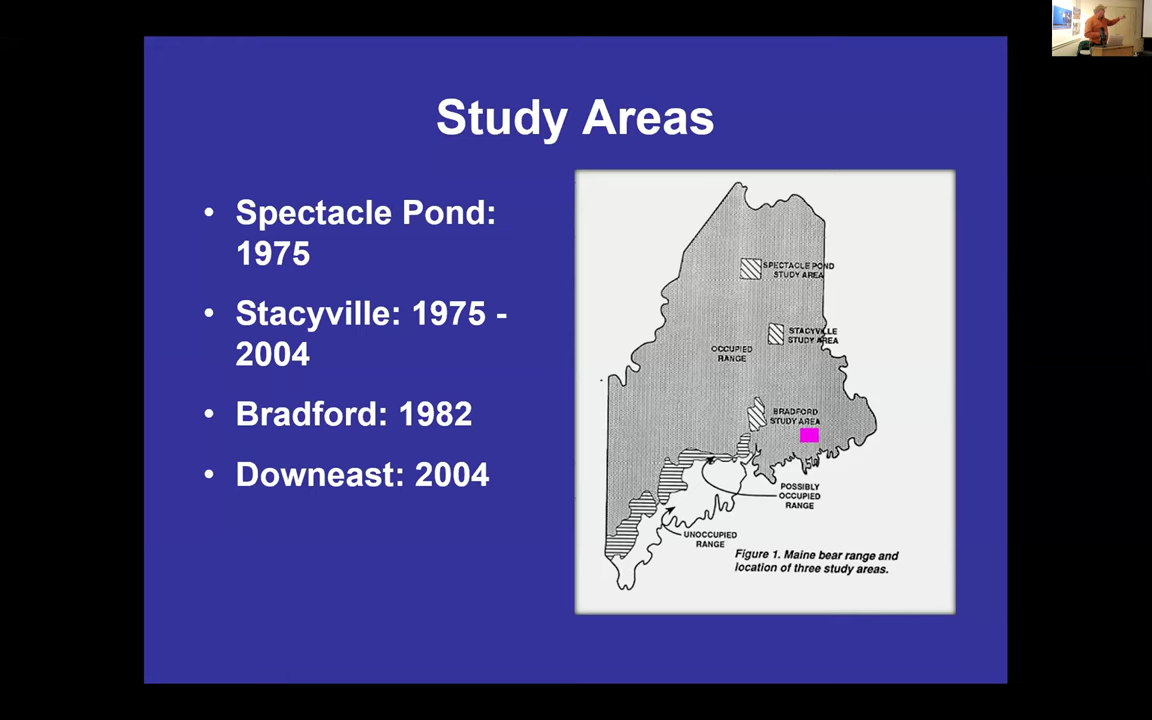 Study Areas
• Spectacle Pond:
1975
• Stacyville: 1975 -
2004
• Bradford: 1982
• Downeast: 2004
SPECTACLE POND
STUDY AREA
STACYVILLE
STUDY AREA
OCCUPIED
RANGE
BRADFORD
STUDY AREA
POSSIBLY
OCCUPIED
RANGE
UNOCCUPIED
RANGE
Figure 1. Maine bear range and
location of three study areas.